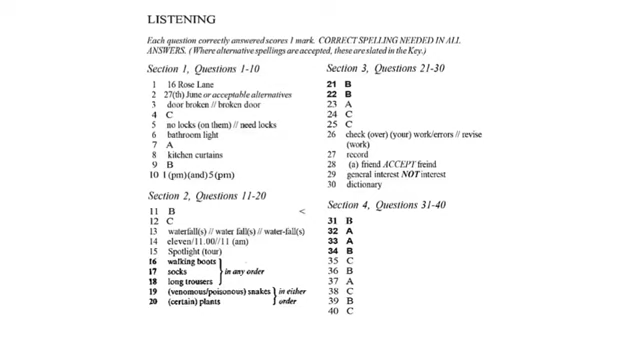 LISTENING
Each question correctly answered scores 1 mark. CORRECT SPELLING NEEDED IN ALL
ANSWERS. (Where alternative spellings are accepted, these are slated in the Key.)
Section 1, Questions 1-10
1 16 Rose Lane
2 27(th) June or acceptable alternatives
3 door broken // broken door
4 C
5 no locks (on them) // need locks
6 bathroom light
7 A
8 kitchen curtains
9 B
10 1 (pm)(and) 5 (pm)
Section 2, Questions 11-20
11 B <
12 C
13 waterfall(s) // water fall(s) // water-fall(s)
14 eleven/11.00//11 (am)
15 Spotlight (tour)
16 walking boots
17 socks in any order
18 long trousers
19 (venomous/poisonous) snakes in either
20 (certain) plants order
Section 3, Questions 21-30
21 B
22 B
23 A
24 C
25 C
26 check (over) (your) work/errors // revise
(work)
27 record
28 (a) friend ACCEPT freind
29 general interest NOT interest
30 dictionary
Section 4, Questions 31-40
31 B
32 A
33 A
34 B
35 C
36 B
37 A
38 C
39 B
40 C